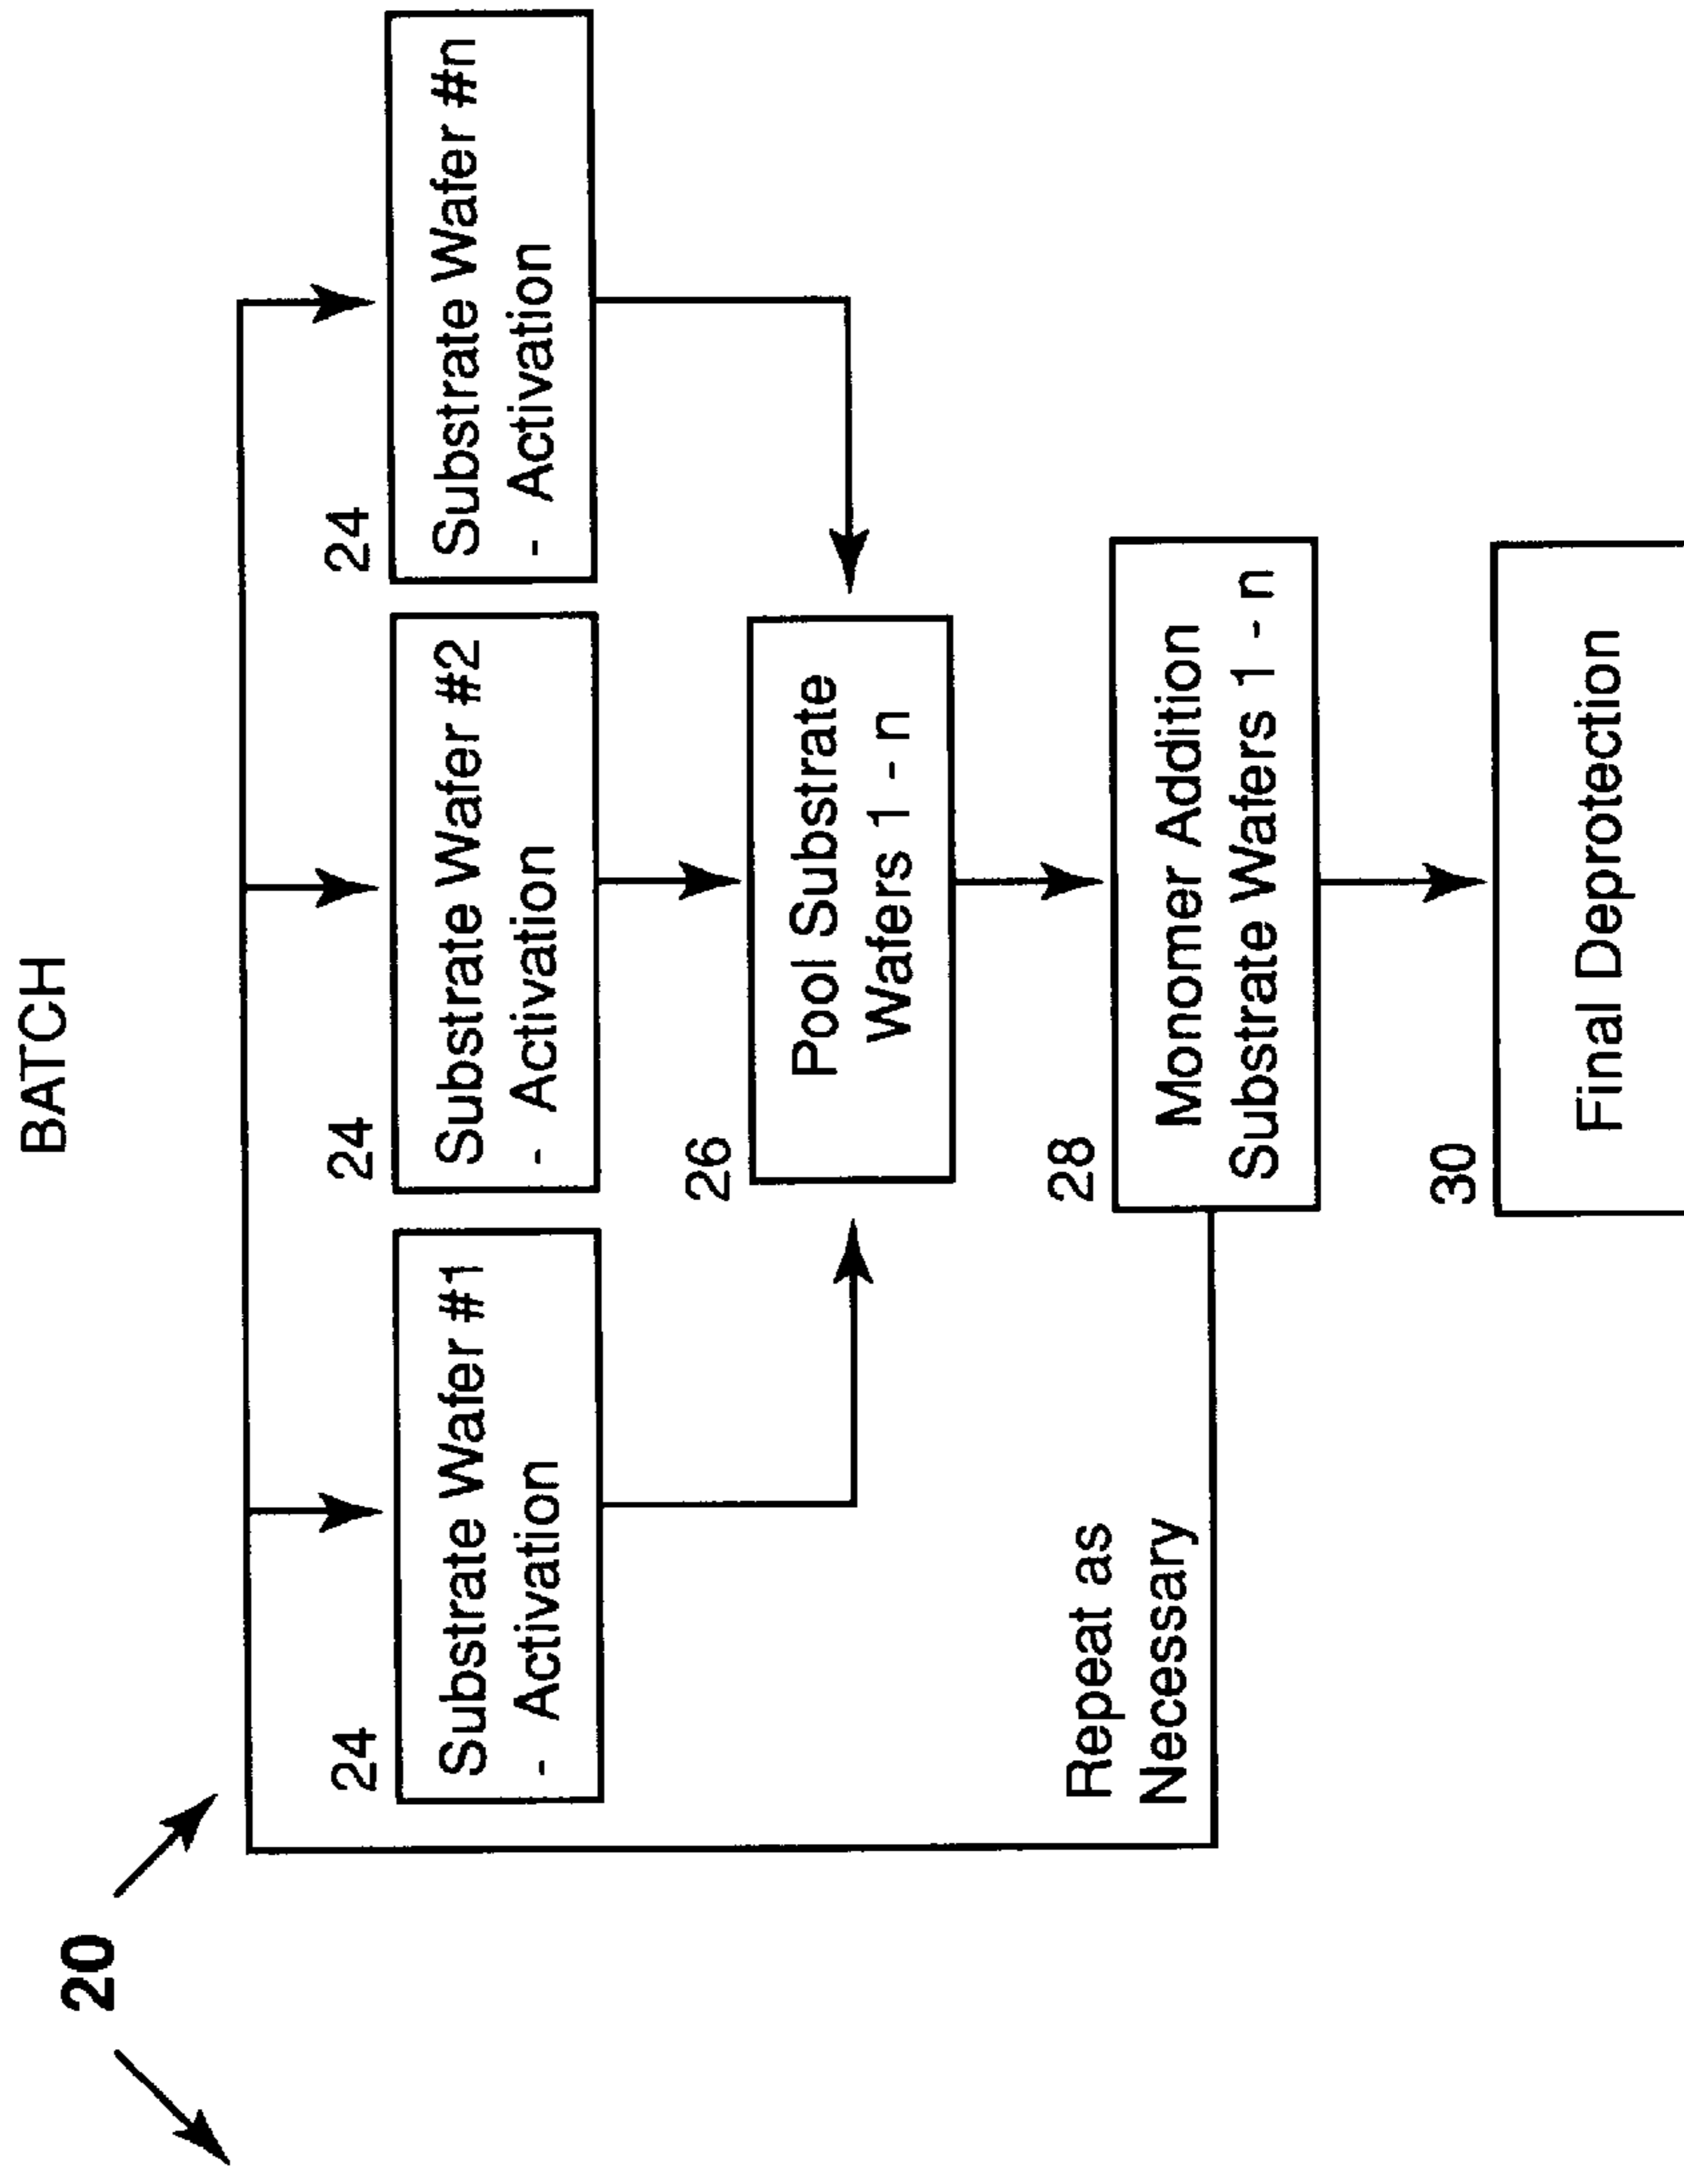 BATCH
20
24
Substrate Wafer #1
- Activation
24
Substrate Wafer #2
- Activation
24
Substrate Wafer #n
- Activation
26
Pool Substrate
Wafers 1 - n
28
Monomer Addition
Substrate Wafers 1 - n
Repeat as
Necessary
30
Final Deprotection